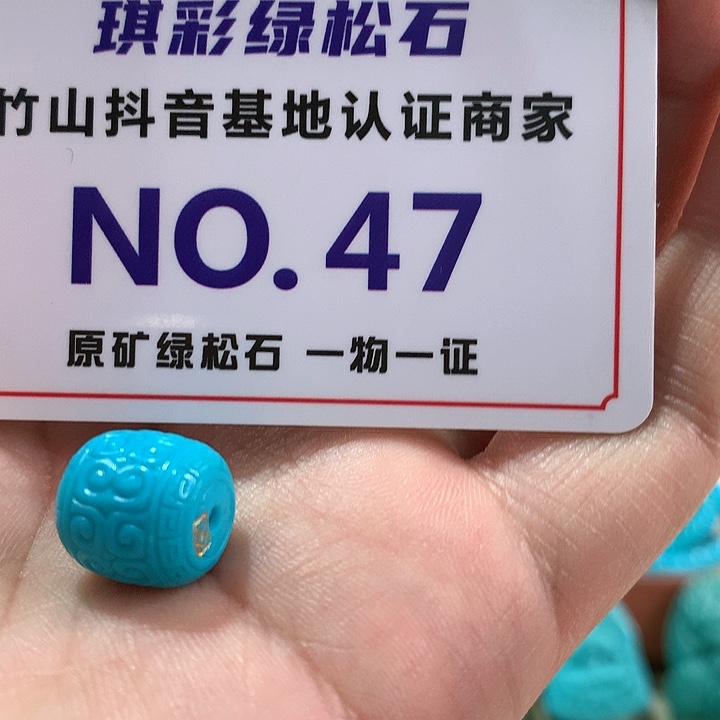 琪彩绿松石
竹山抖音基地认证商家
NO.47
原矿绿松石 一物一证